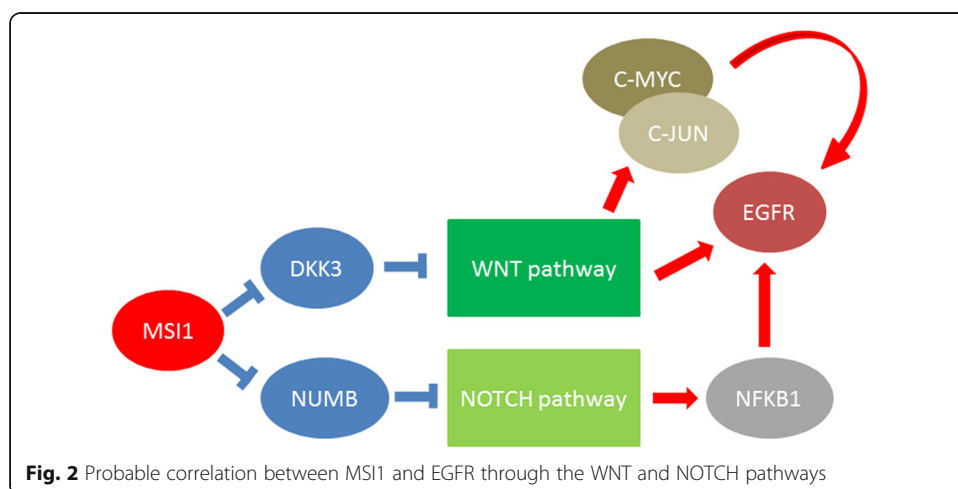 C-MYC
C-JUN
EGFR
DKK3
WNT pathway
MSI1
NUMB
NOTCH pathway
NFKB1
Fig. 2 Probable correlation between MSI1 and EGFR through the WNT and NOTCH pathways